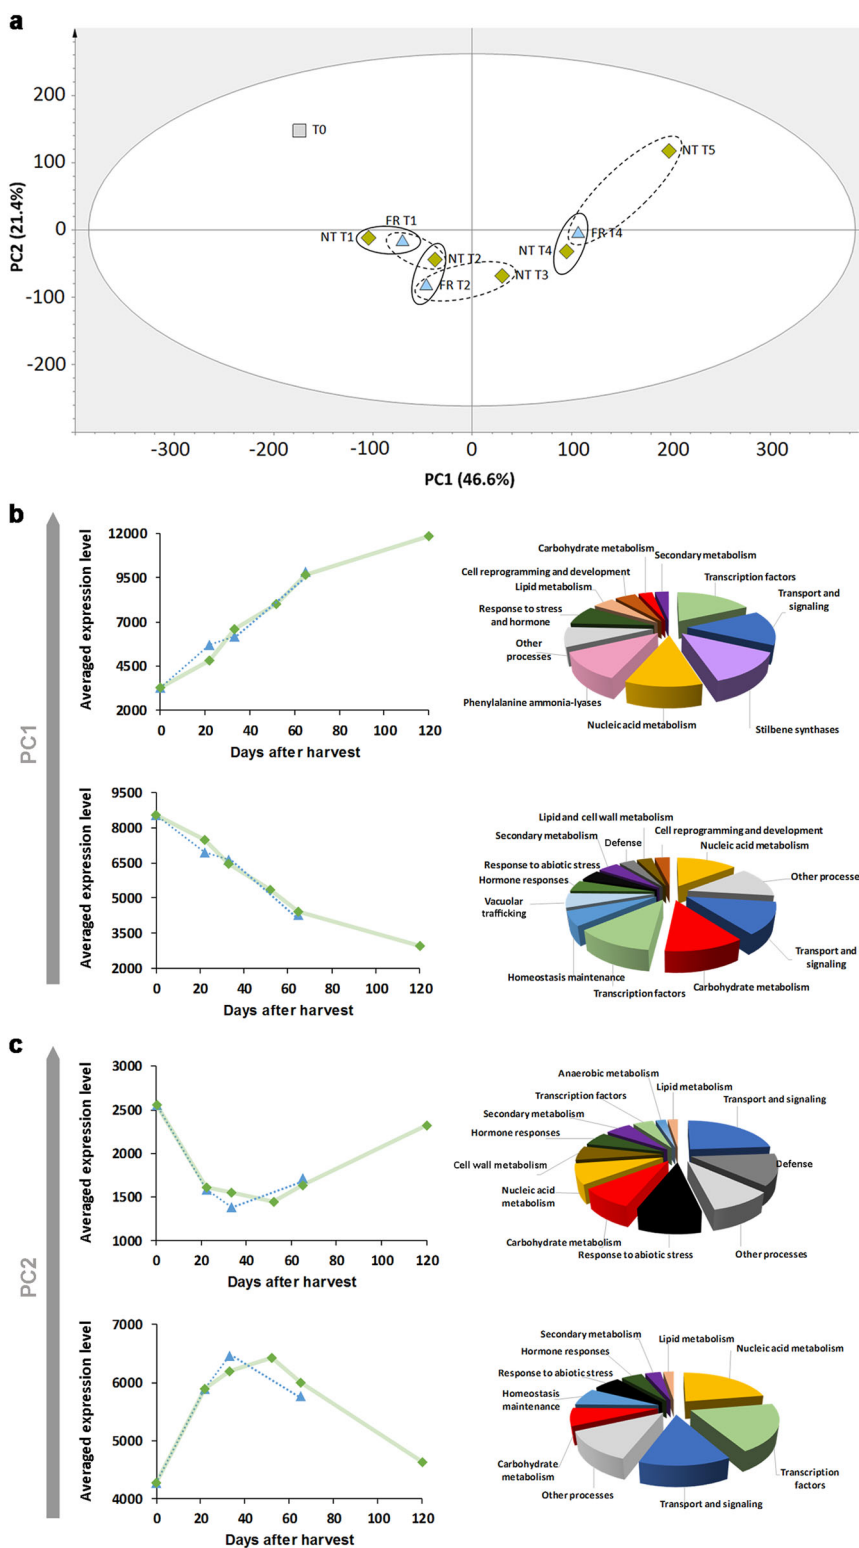 a
200
100
0
-100
-200
PC2 (21.4%)
T0
NT T5
FR T1
NT T1
NT T2
FR T2
NT T3
NT T4
FR T4
-300
-200
-100
0
100
200
300
PC1 (46.6%)
b
PC1
Averaged expression level
12000
9500
7000
4500
2000
0
20
40
60
80
100
120
Days after harvest
Carbohydrate metabolism
Secondary metabolism
Cell reprogramming and development
Transcription factors
Lipid metabolism
Transport and
signaling
Response to stress
and hormone
Other
processes
Phenylalanine ammonia-lyases
Nucleic acid metabolism
Stilbene synthases
Averaged expression level
9500
8000
6500
5000
3500
2000
0
20
40
60
80
100
120
Days after harvest
Lipid and cell wall metabolism
Cell reprogramming and development
Secondary metabolism
Defense
Nucleic acid metabolism
Response to abiotic stress
Other processe
Hormone responses
Vacuolar
trafficking
Transport and
signaling
Homeostasis maintenance
Carbohydrate metabolism
Transcription factors
c
PC2
Averaged expression level
3000
2500
2000
1500
1000
0
20
40
60
80
100
120
Days after harvest
Anaerobic metabolism
Lipid metabolism
Transcription factors
Transport and signaling
Secondary metabolism
Hormone responses
Cell wall metabolism
Defense
Nucleic acid
metabolism
Carbohydrate metabolism
Response to abiotic stress
Other processes
Averaged expression level
7000
6000
5000
4000
0
20
40
60
80
100
120
Days after harvest
Secondary metabolism
Lipid metabolism
Hormone responses
Nucleic acid metabolism
Response to abiotic stress
Homeostasis
maintenance
Carbohydrate
metabolism
Transcription
factors
Other processes
Transport and signaling